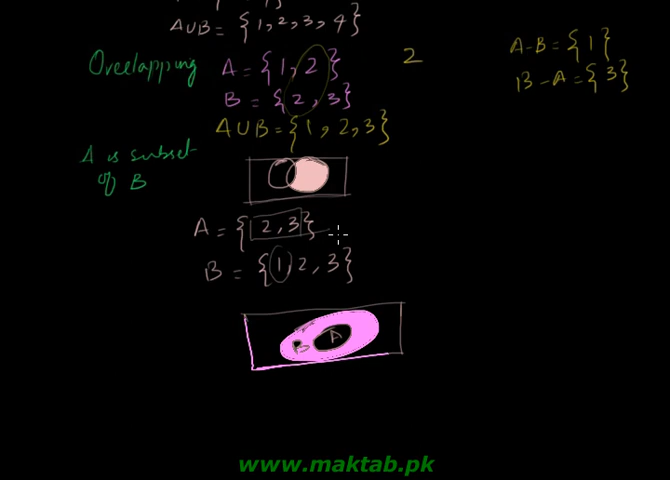 A∪B = {1, 2, 3, 4}
Overlapping A = {1, 2}
B = {2, 3}
2
A-B = {1}
B - A = {3}
A∪B = {1, 2, 3}
A is subset
of B
A = {2, 3}
B = {1, 2, 3}
B A
www.maktab.pk